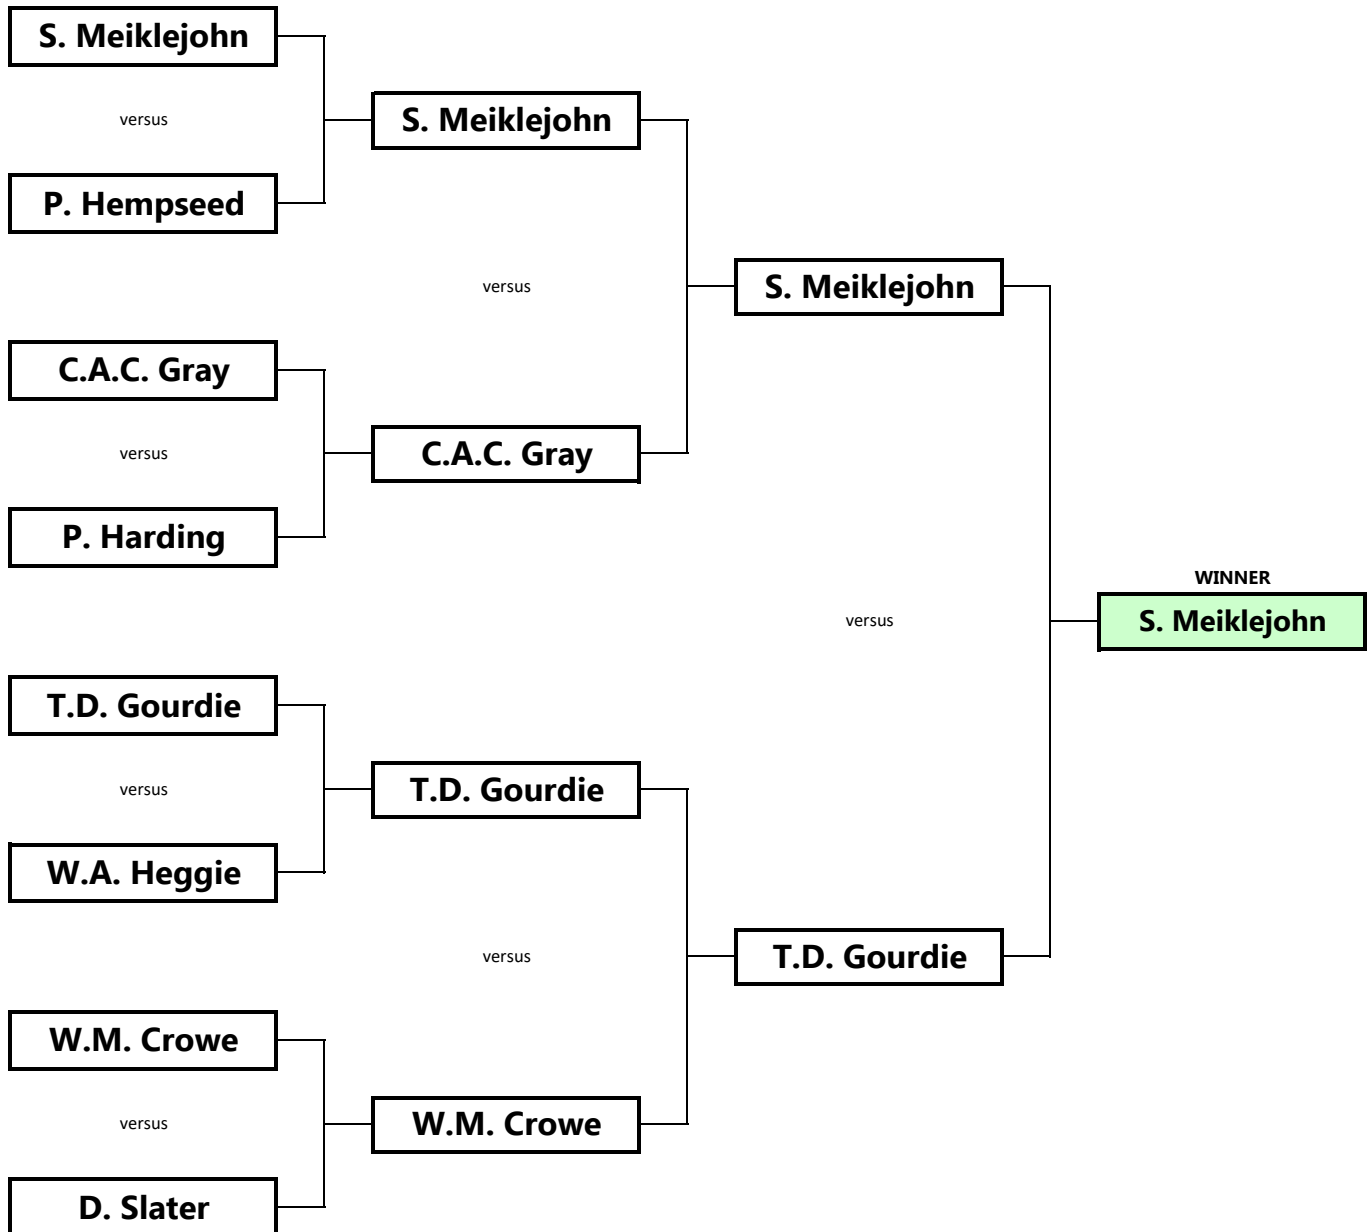 S. Meiklejohn
versus
S. Meiklejohn
P. Hempseed
versus
S. Meiklejohn
C.A.C. Gray
versus
C.A.C. Gray
P. Harding
WINNER
versus
S. Meiklejohn
T.D. Gourdie
versus
T.D. Gourdie
W.A. Heggie
versus
T.D. Gourdie
W.M. Crowe
versus
W.M. Crowe
D. Slater